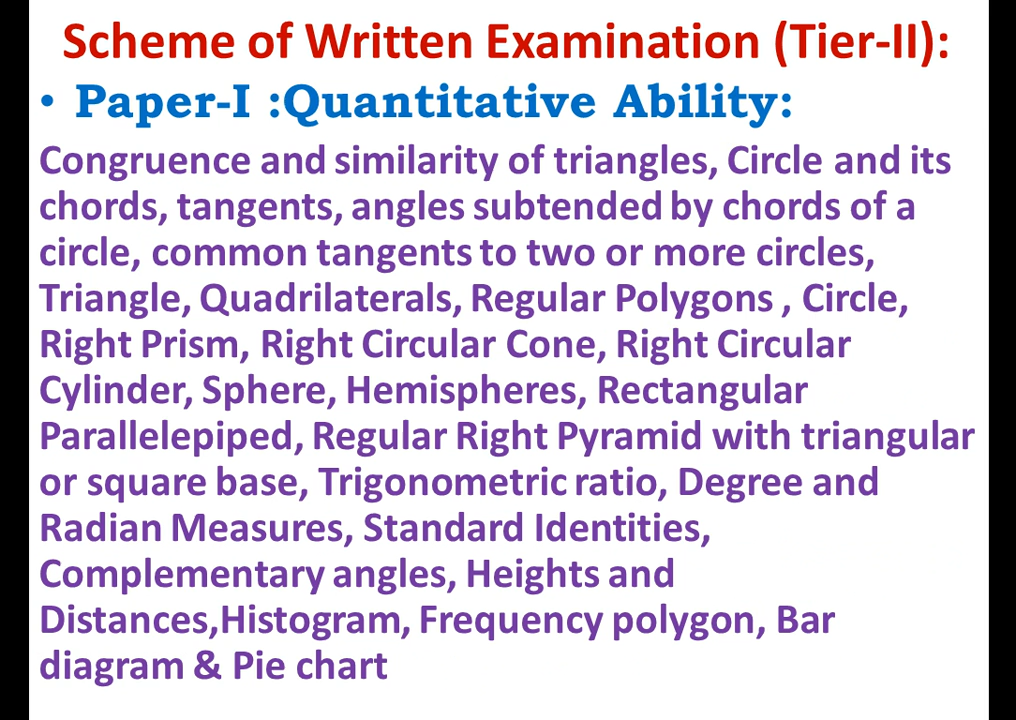 Scheme of Written Examination (Tier-II):
• Paper-I :Quantitative Ability:
Congruence and similarity of triangles, Circle and its
chords, tangents, angles subtended by chords of a
circle, common tangents to two or more circles,
Triangle, Quadrilaterals, Regular Polygons , Circle,
Right Prism, Right Circular Cone, Right Circular
Cylinder, Sphere, Hemispheres, Rectangular
Parallelepiped, Regular Right Pyramid with triangular
or square base, Trigonometric ratio, Degree and
Radian Measures, Standard Identities,
Complementary angles, Heights and
Distances,Histogram, Frequency polygon, Bar
diagram & Pie chart